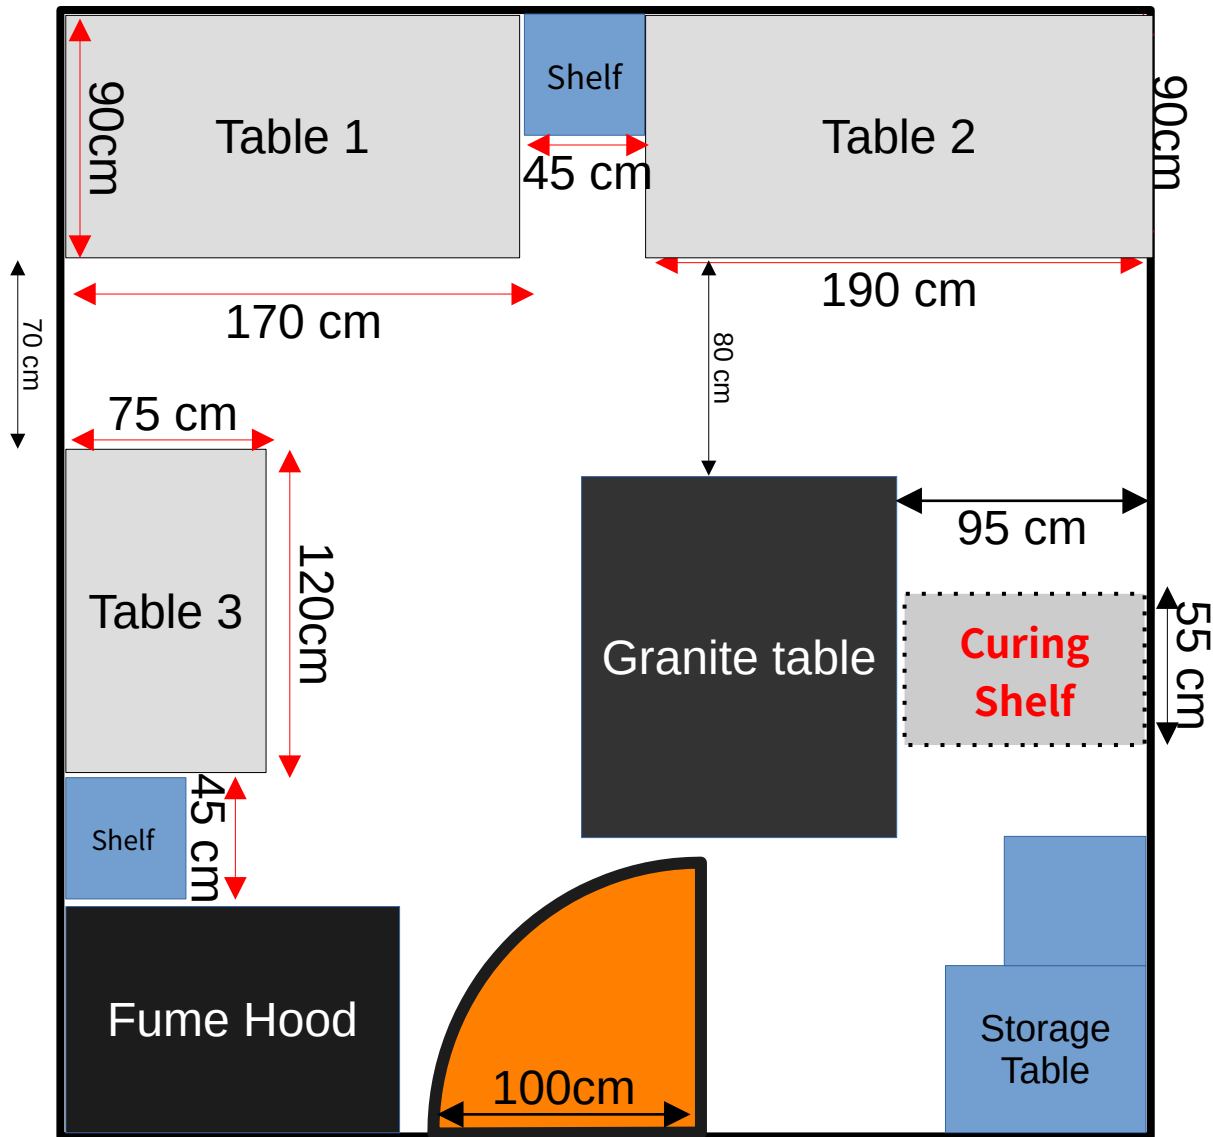 Shelf
90cm
Table 1
Table 2
90cm
45 cm
190 cm
170 cm
70 cm
80 cm
75 cm
95 cm
120cm
Table 3
Granite table
Curing
Shelf
55 cm
45 cm
Shelf
Fume Hood
Storage
Table
100cm